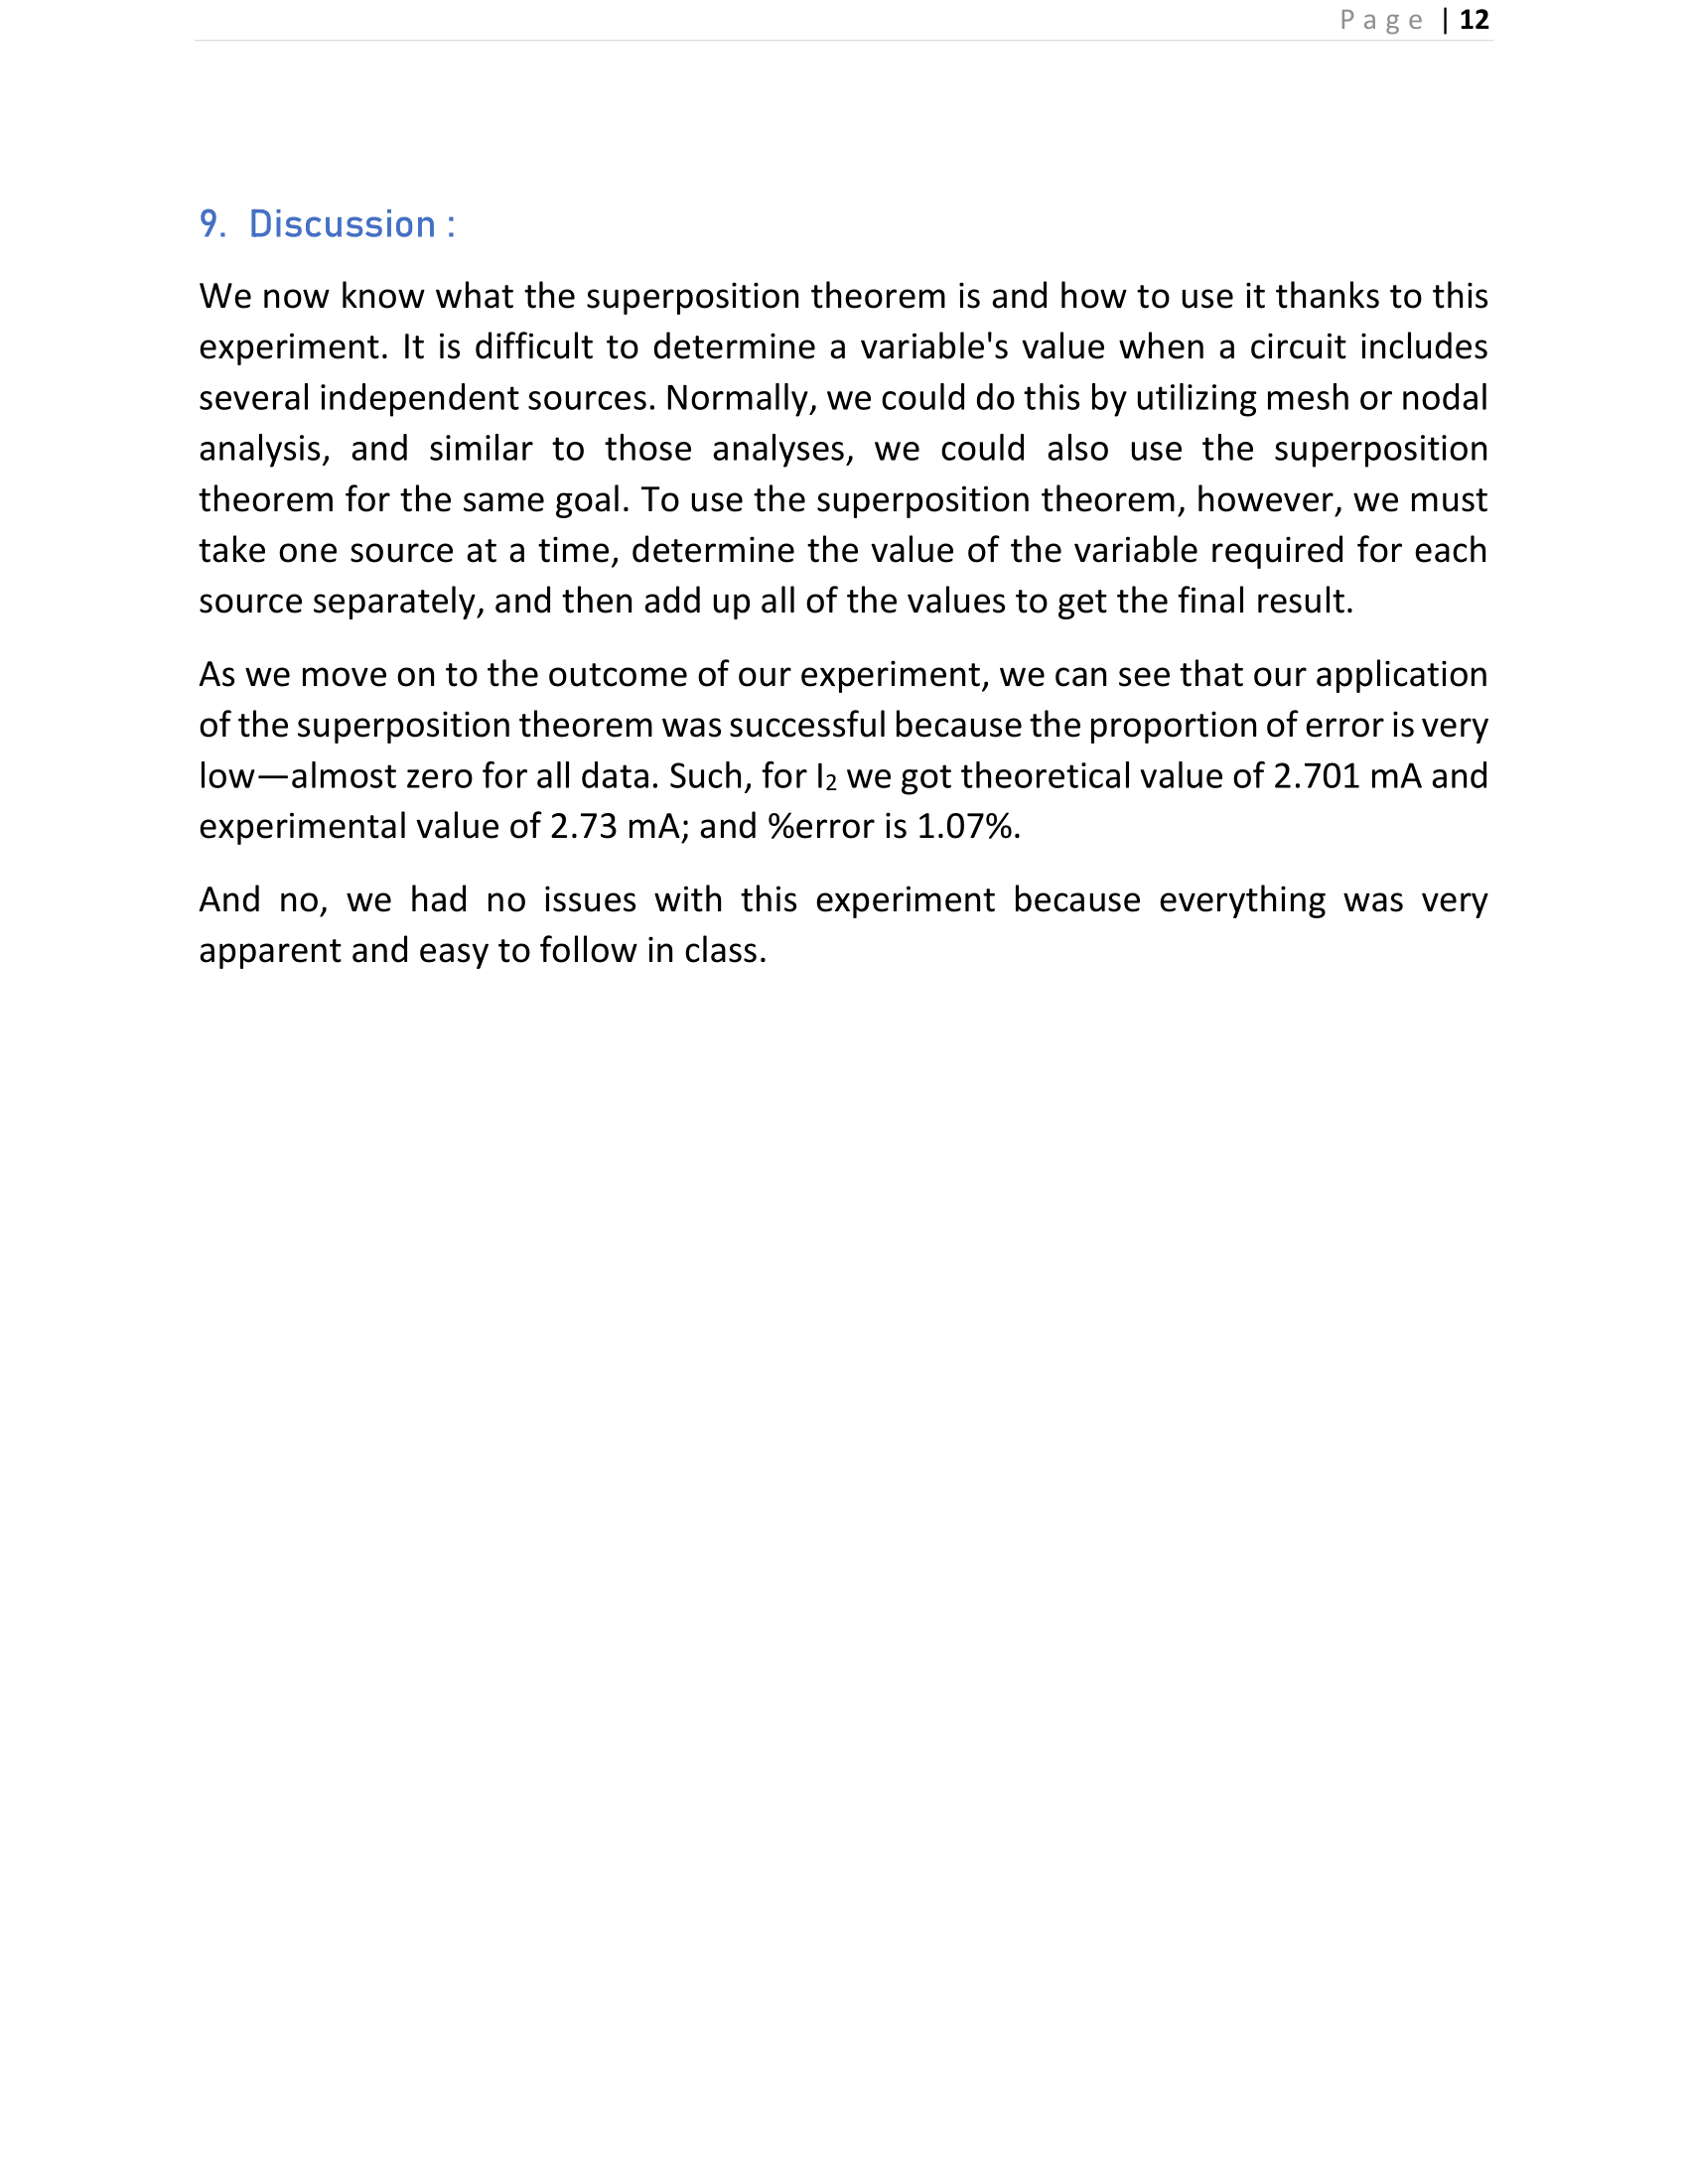 Page | 12
9. Discussion :
We now know what the superposition theorem is and how to use it thanks to this
experiment. It is difficult to determine a variable's value when a circuit includes
several independent sources. Normally, we could do this by utilizing mesh or nodal
analysis, and similar to those analyses, we could also use the superposition
theorem for the same goal. To use the superposition theorem, however, we must
take one source at a time, determine the value of the variable required for each
source separately, and then add up all of the values to get the final result.
As we move on to the outcome of our experiment, we can see that our application
of the superposition theorem was successful because the proportion of error is very
low—almost zero for all data. Such, for I₂ we got theoretical value of 2.701 mA and
experimental value of 2.73 mA; and %error is 1.07%.
And no, we had no issues with this experiment because everything was very
apparent and easy to follow in class.